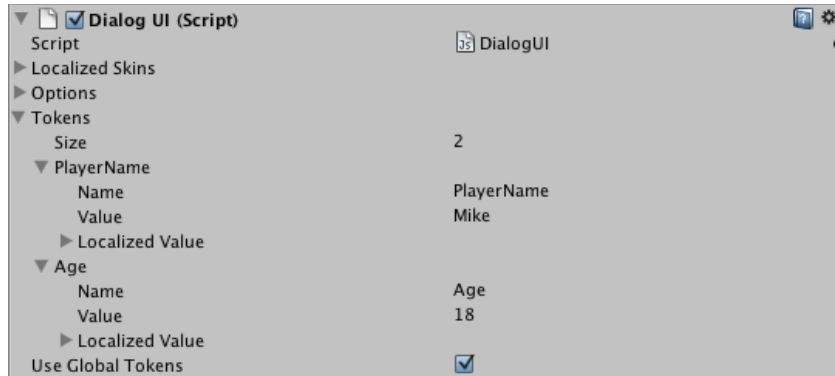 Dialog UI (Script)
Script JS DialogUI
Localized Skins
Options
Tokens
Size 2
PlayerName
Name PlayerName
Value Mike
Localized Value
Age
Name Age
Value 18
Localized Value
Use Global Tokens